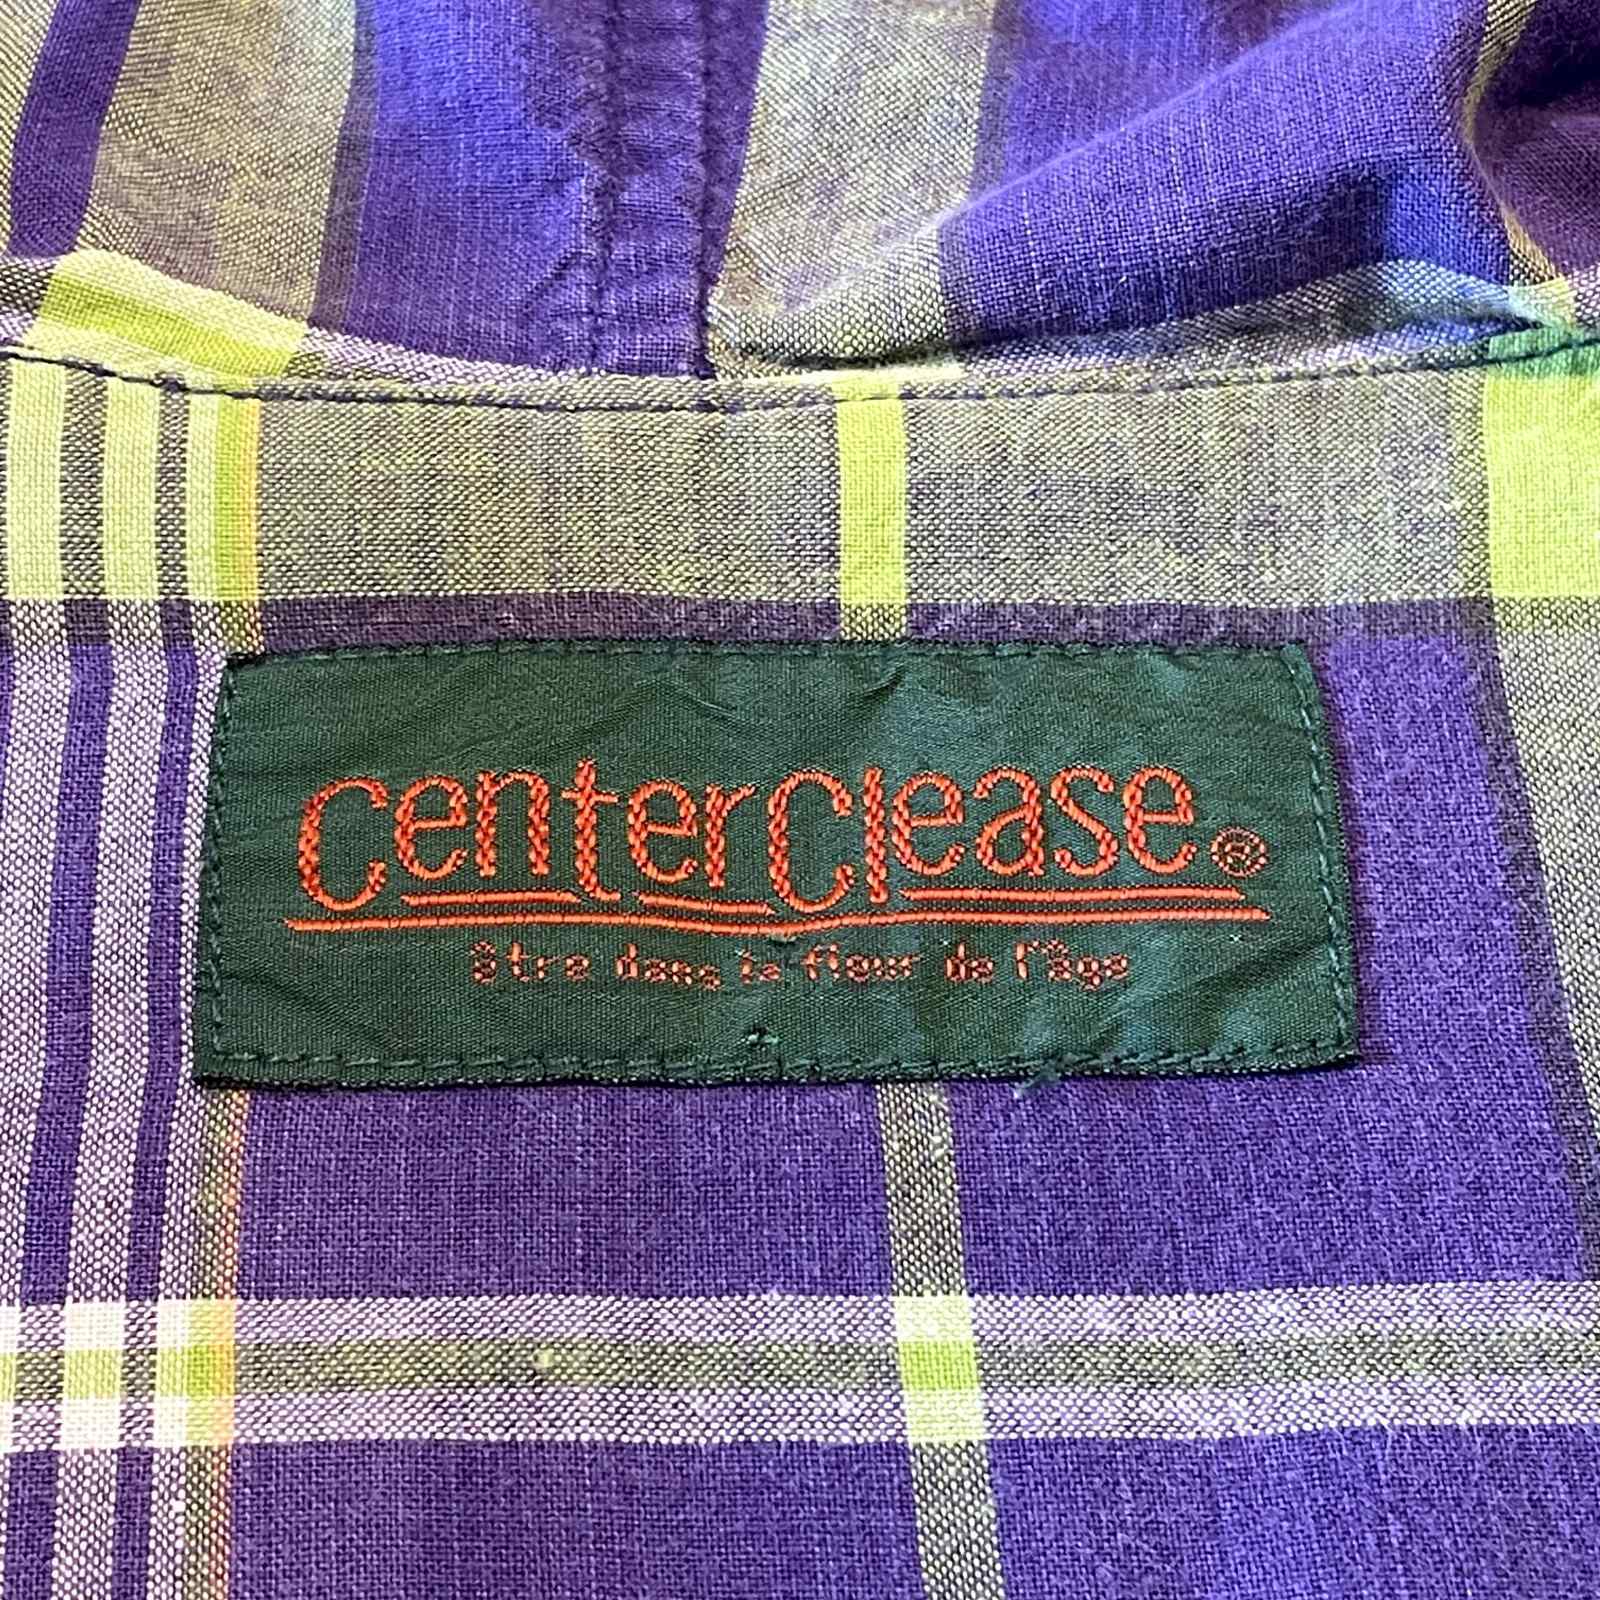 centerclease®
être dans la fleur de l'âge